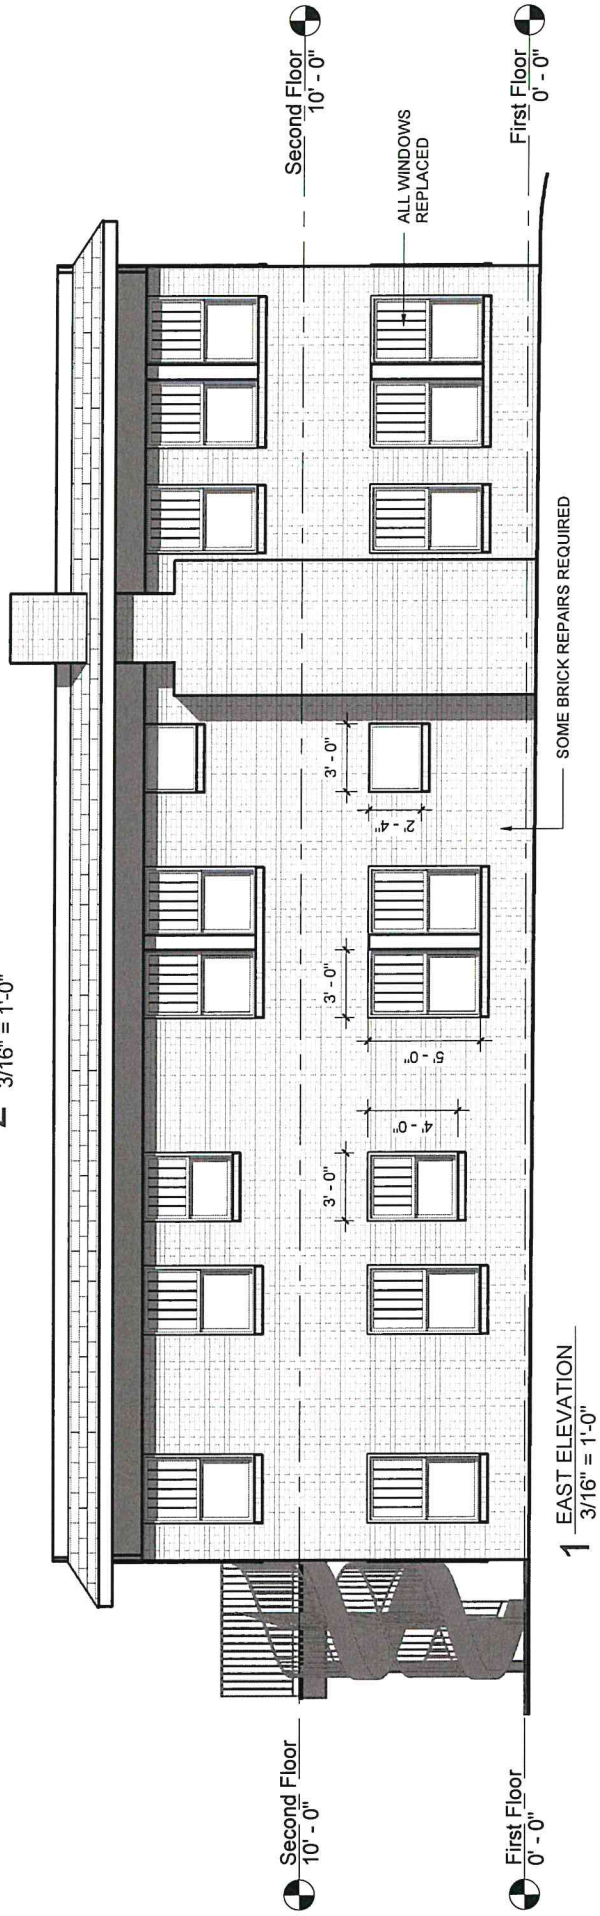 3/16" = 1'-0"
Second Floor
10' - 0"
First Floor
0' - 0"
Second Floor
10' - 0"
First Floor
0' - 0"
ALL WINDOWS
REPLACED
SOME BRICK REPAIRS REQUIRED
3' - 0"
4' - 0"
3' - 0"
5' - 0"
3' - 0"
2' - 4"
1 EAST ELEVATION
3/16" = 1'-0"